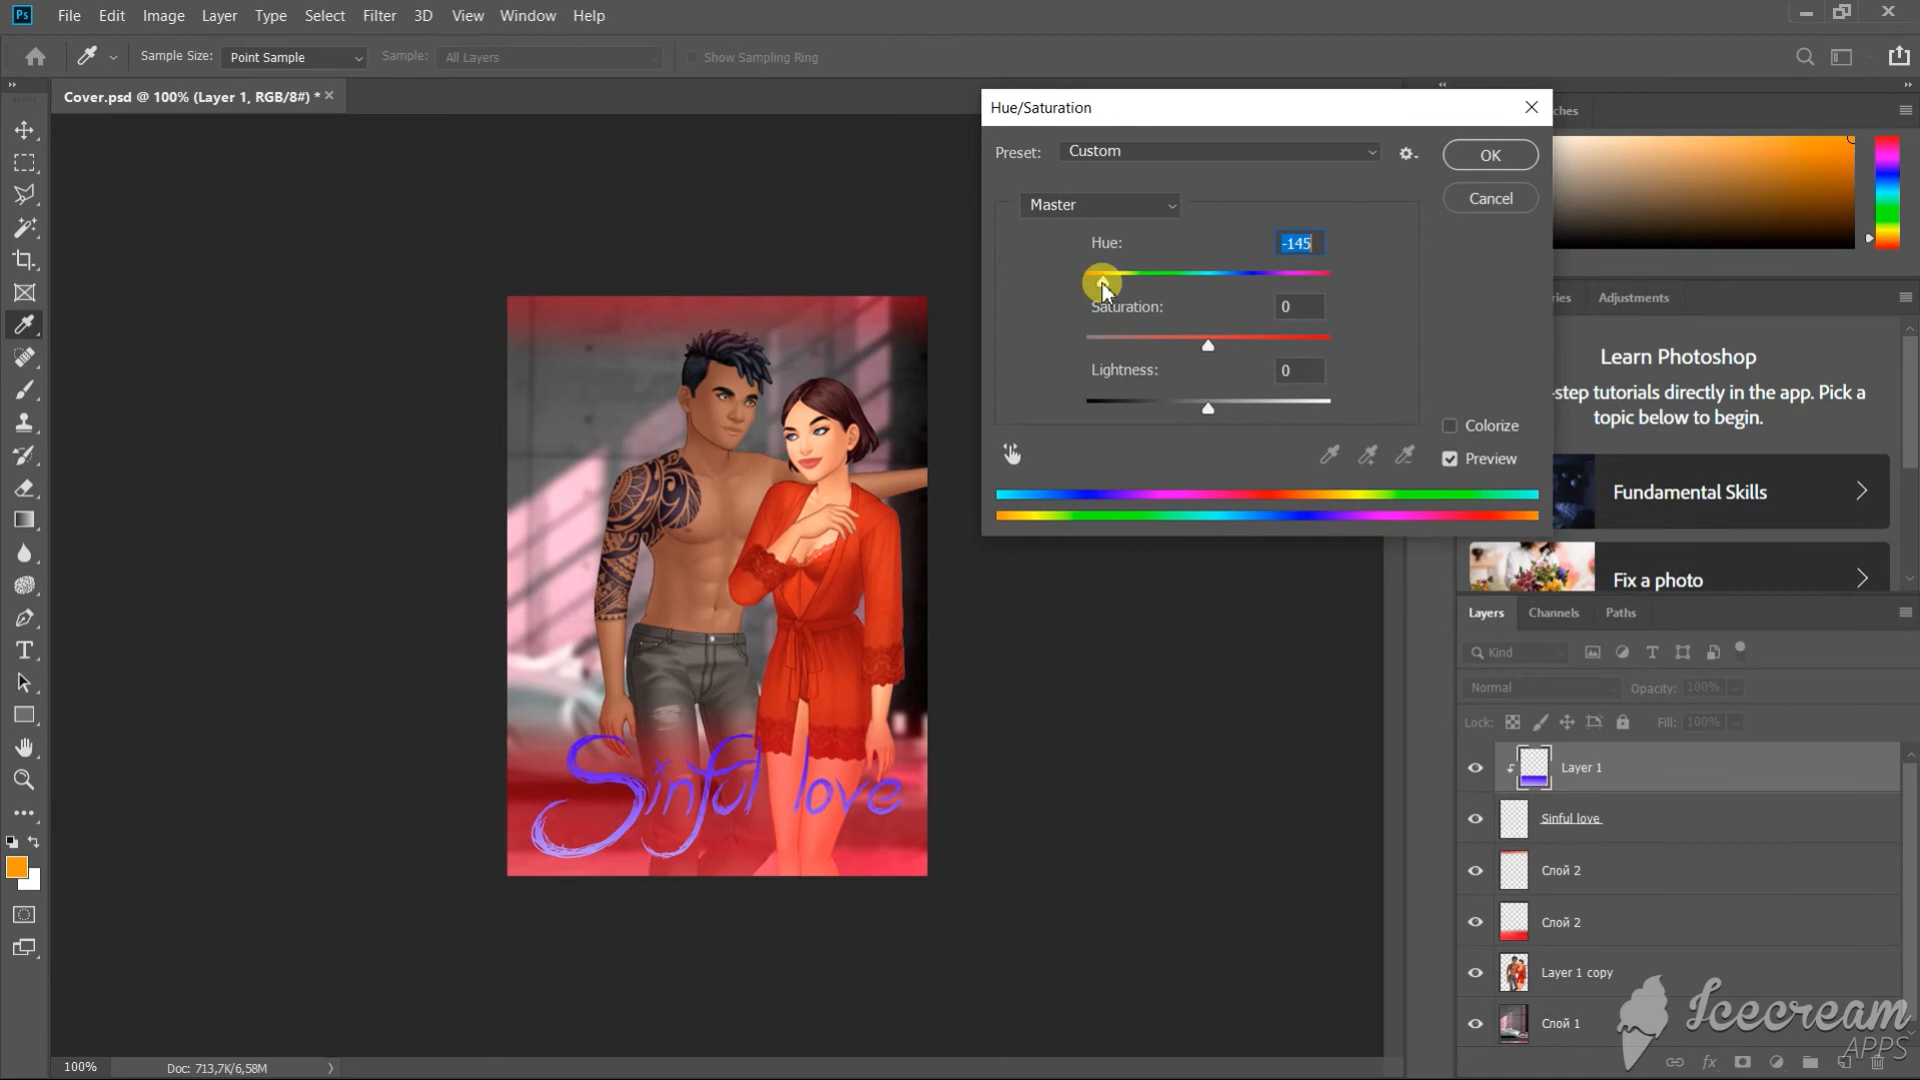 Ps File Edit Image Layer Type Select Filter 3D View Window Help
Sample Size: Point Sample Sample: All Layers Show Sampling Ring
Cover.psd @ 100% (Layer 1, RGB/8#) *
Hue/Saturation
ches
Preset: Custom
OK
Master
Cancel
Hue: -145
Saturation: 0
Lightness: 0
Colorize
Preview
ries Adjustments
Learn Photoshop
-step tutorials directly in the app. Pick a
topic below to begin.
Fundamental Skills
Fix a photo
Layers Channels Paths
Kind
Normal Opacity: 100%
Lock: Fill: 100%
Layer 1
Sinful love
Слой 2
Слой 2
Layer 1 copy
Слой 1
Sinful love
Icecream
APPS
100% Doc: 713,7K/6,58M